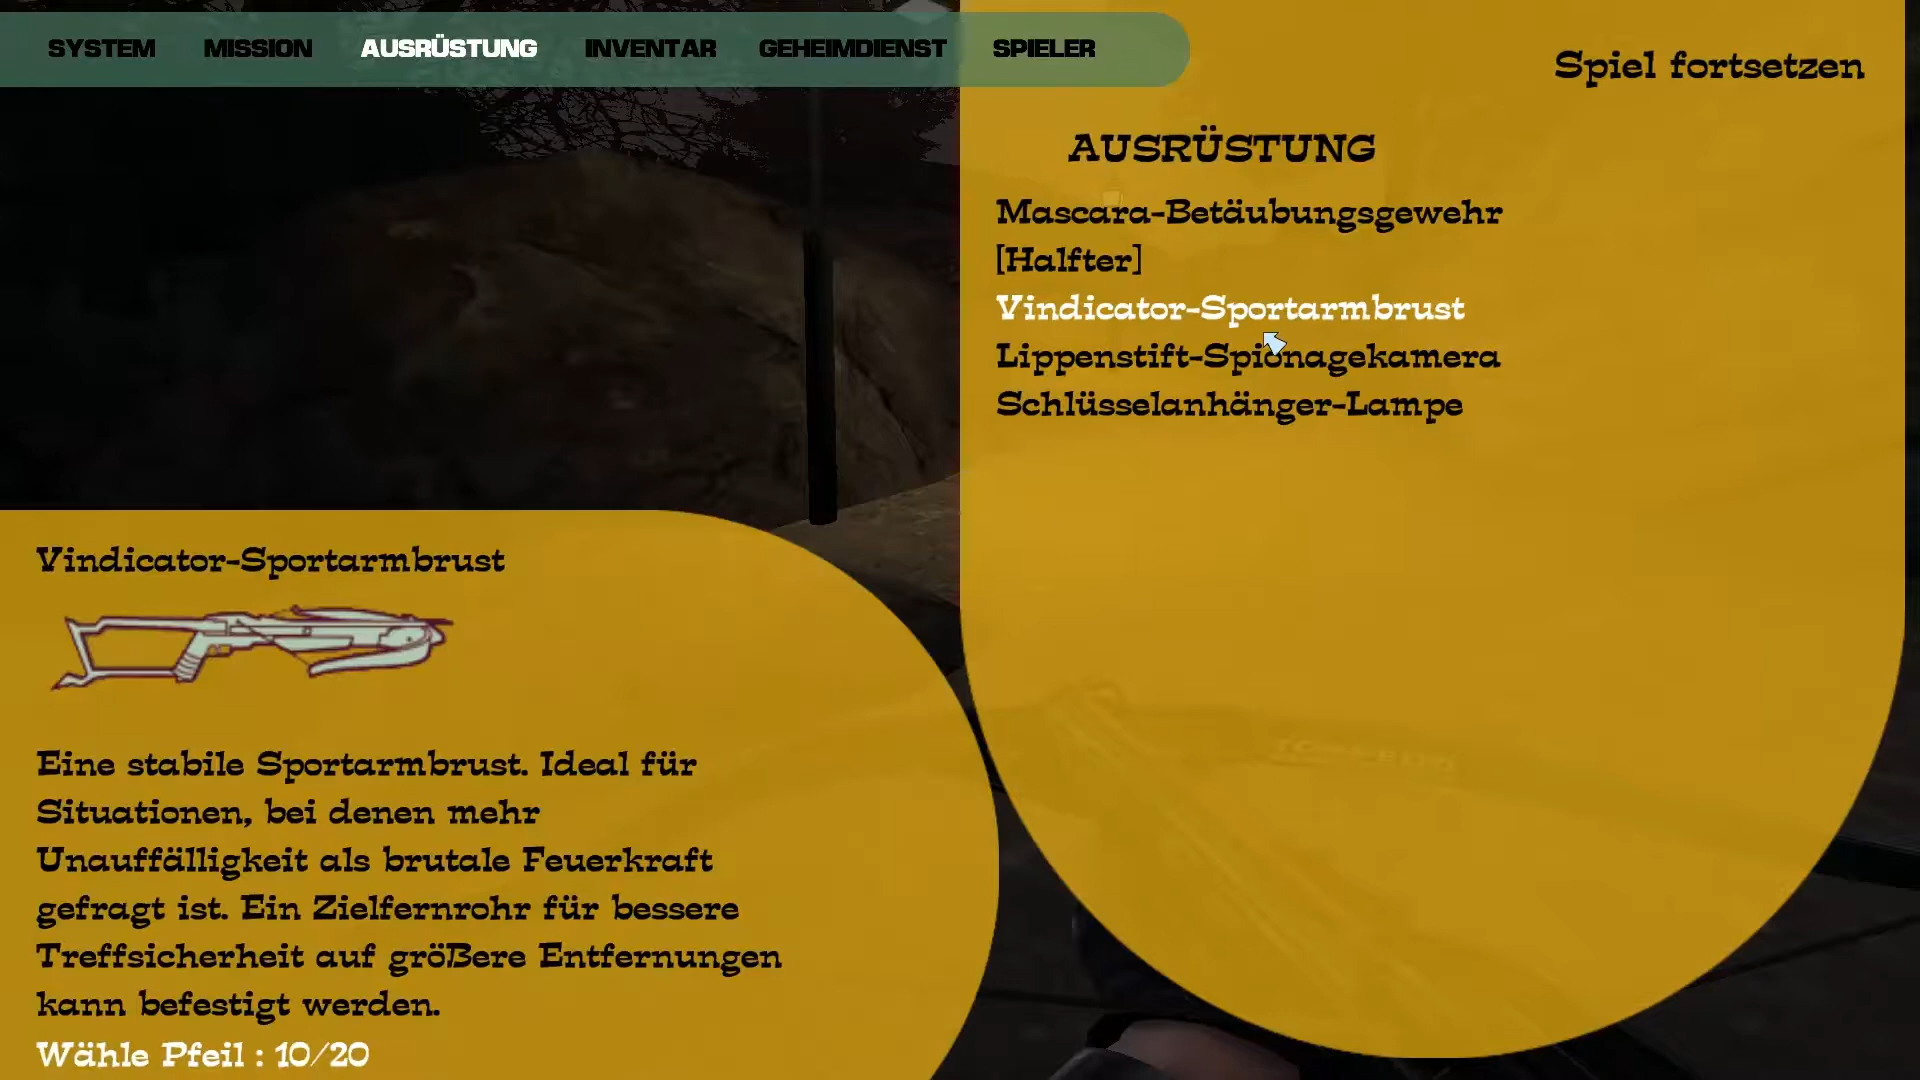 SYSTEM MISSION AUSRÜSTUNG INVENTAR GEHEIMDIENST SPIELER
Spiel fortsetzen
AUSRÜSTUNG
Mascara-Betäubungsgewehr
[Halfter]
Vindicator-Sportarmbrust
Lippenstift-Spionagekamera
Schlüsselanhänger-Lampe
Vindicator-Sportarmbrust
Eine stabile Sportarmbrust. Ideal für
Situationen, bei denen mehr
Unauffälligkeit als brutale Feuerkraft
gefragt ist. Ein Zielfernrohr für bessere
Treffsicherheit auf größere Entfernungen
kann befestigt werden.
Wähle Pfeil : 10/20